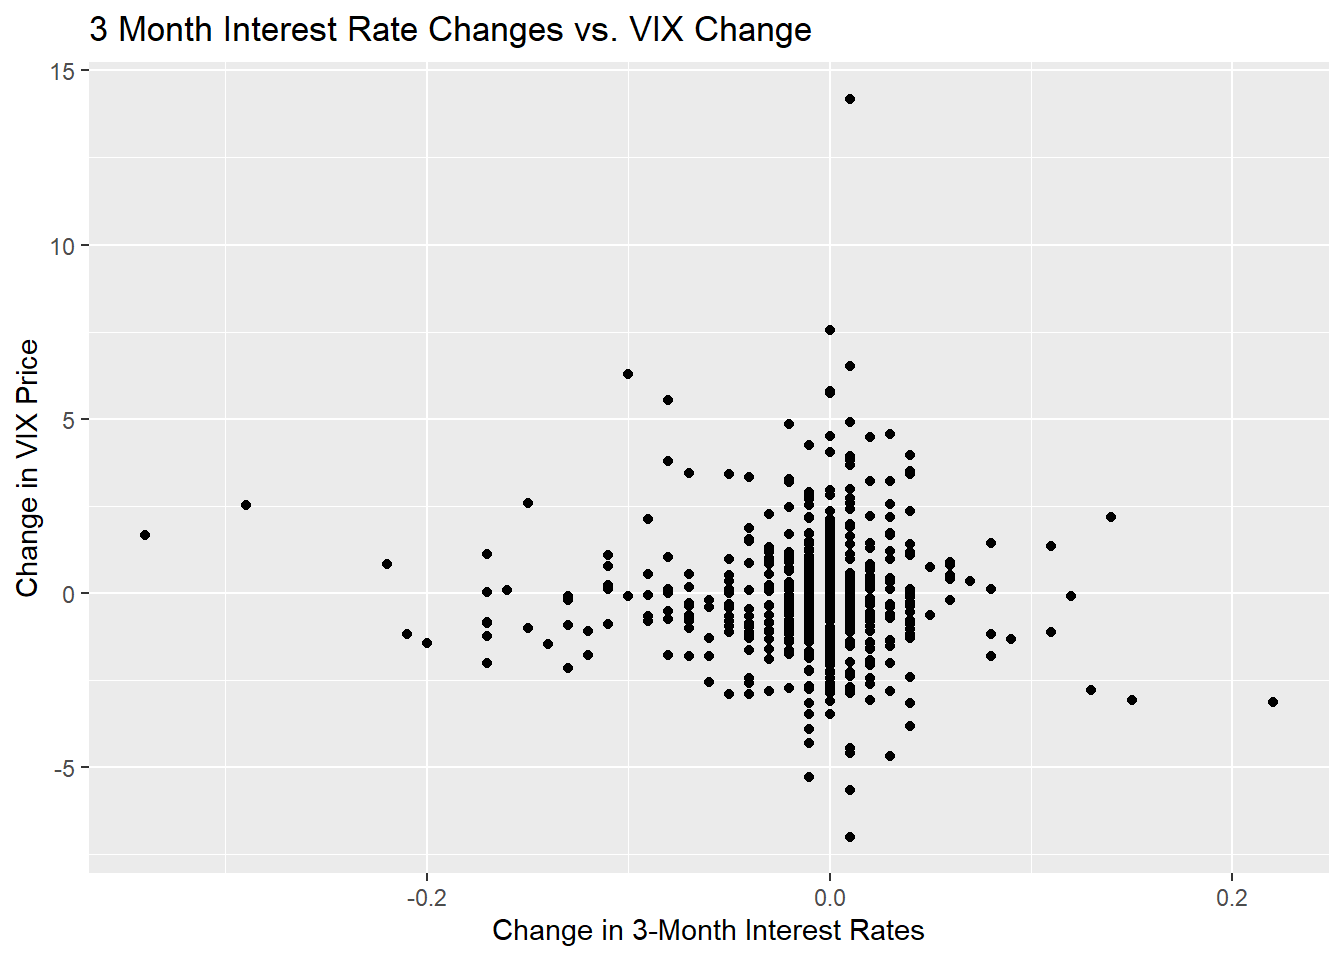 3 Month Interest Rate Changes vs. VIX Change
15
10
5
0
-5
Change in VIX Price
-0.2
0.0
0.2
Change in 3-Month Interest Rates